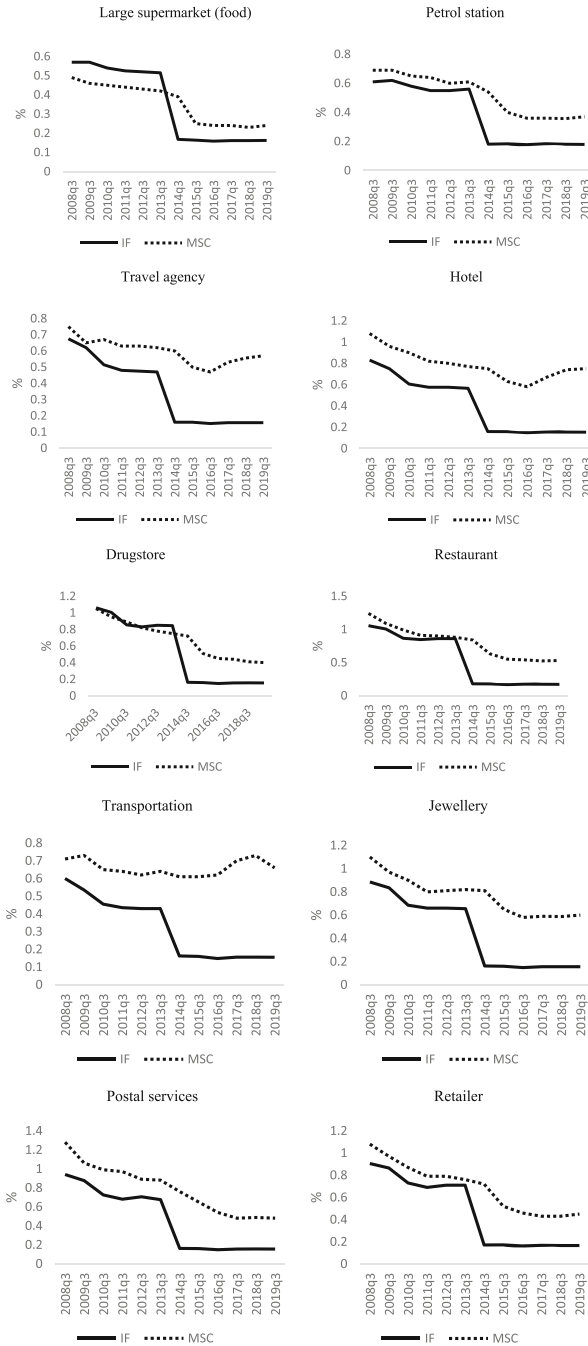 Large supermarket (food)
0.6
0.5
0.4
0.3
0.2
0.1
0
%
2008q3
2009q3
2010q3
2011q3
2012q3
2013q3
2014q3
2015q3
2016q3
2017q3
2018q3
2019q3
IF MSC
Petrol station
0.8
0.6
0.4
0.2
0
%
2008q3
2009q3
2010q3
2011q3
2012q3
2013q3
2014q3
2015q3
2016q3
2017q3
2018q3
2019q3
IF MSC
Travel agency
0.8
0.7
0.6
0.5
0.4
0.3
0.2
0.1
0
%
2008q3
2009q3
2010q3
2011q3
2012q3
2013q3
2014q3
2015q3
2016q3
2017q3
2018q3
2019q3
IF MSC
Hotel
1.2
1
0.8
0.6
0.4
0.2
0
%
2008q3
2009q3
2010q3
2011q3
2012q3
2013q3
2014q3
2015q3
2016q3
2017q3
2018q3
2019q3
IF MSC
Drugstore
1.2
1
0.8
0.6
0.4
0.2
0
%
2008q3
2010q3
2012q3
2014q3
2016q3
2018q3
IF MSC
Restaurant
1.5
1
0.5
0
%
2008q3
2009q3
2010q3
2011q3
2012q3
2013q3
2014q3
2015q3
2016q3
2017q3
2018q3
2019q3
IF MSC
Transportation
0.8
0.7
0.6
0.5
0.4
0.3
0.2
0.1
0
%
2008q3
2009q3
2010q3
2011q3
2012q3
2013q3
2014q3
2015q3
2016q3
2017q3
2018q3
2019q3
IF MSC
Jewellery
1.2
1
0.8
0.6
0.4
0.2
0
%
2008q3
2009q3
2010q3
2011q3
2012q3
2013q3
2014q3
2015q3
2016q3
2017q3
2018q3
2019q3
IF MSC
Postal services
1.4
1.2
1
0.8
0.6
0.4
0.2
0
%
2008q3
2009q3
2010q3
2011q3
2012q3
2013q3
2014q3
2015q3
2016q3
2017q3
2018q3
2019q3
IF MSC
Retailer
1.2
1
0.8
0.6
0.4
0.2
0
%
2008q3
2009q3
2010q3
2011q3
2012q3
2013q3
2014q3
2015q3
2016q3
2017q3
2018q3
2019q3
IF MSC